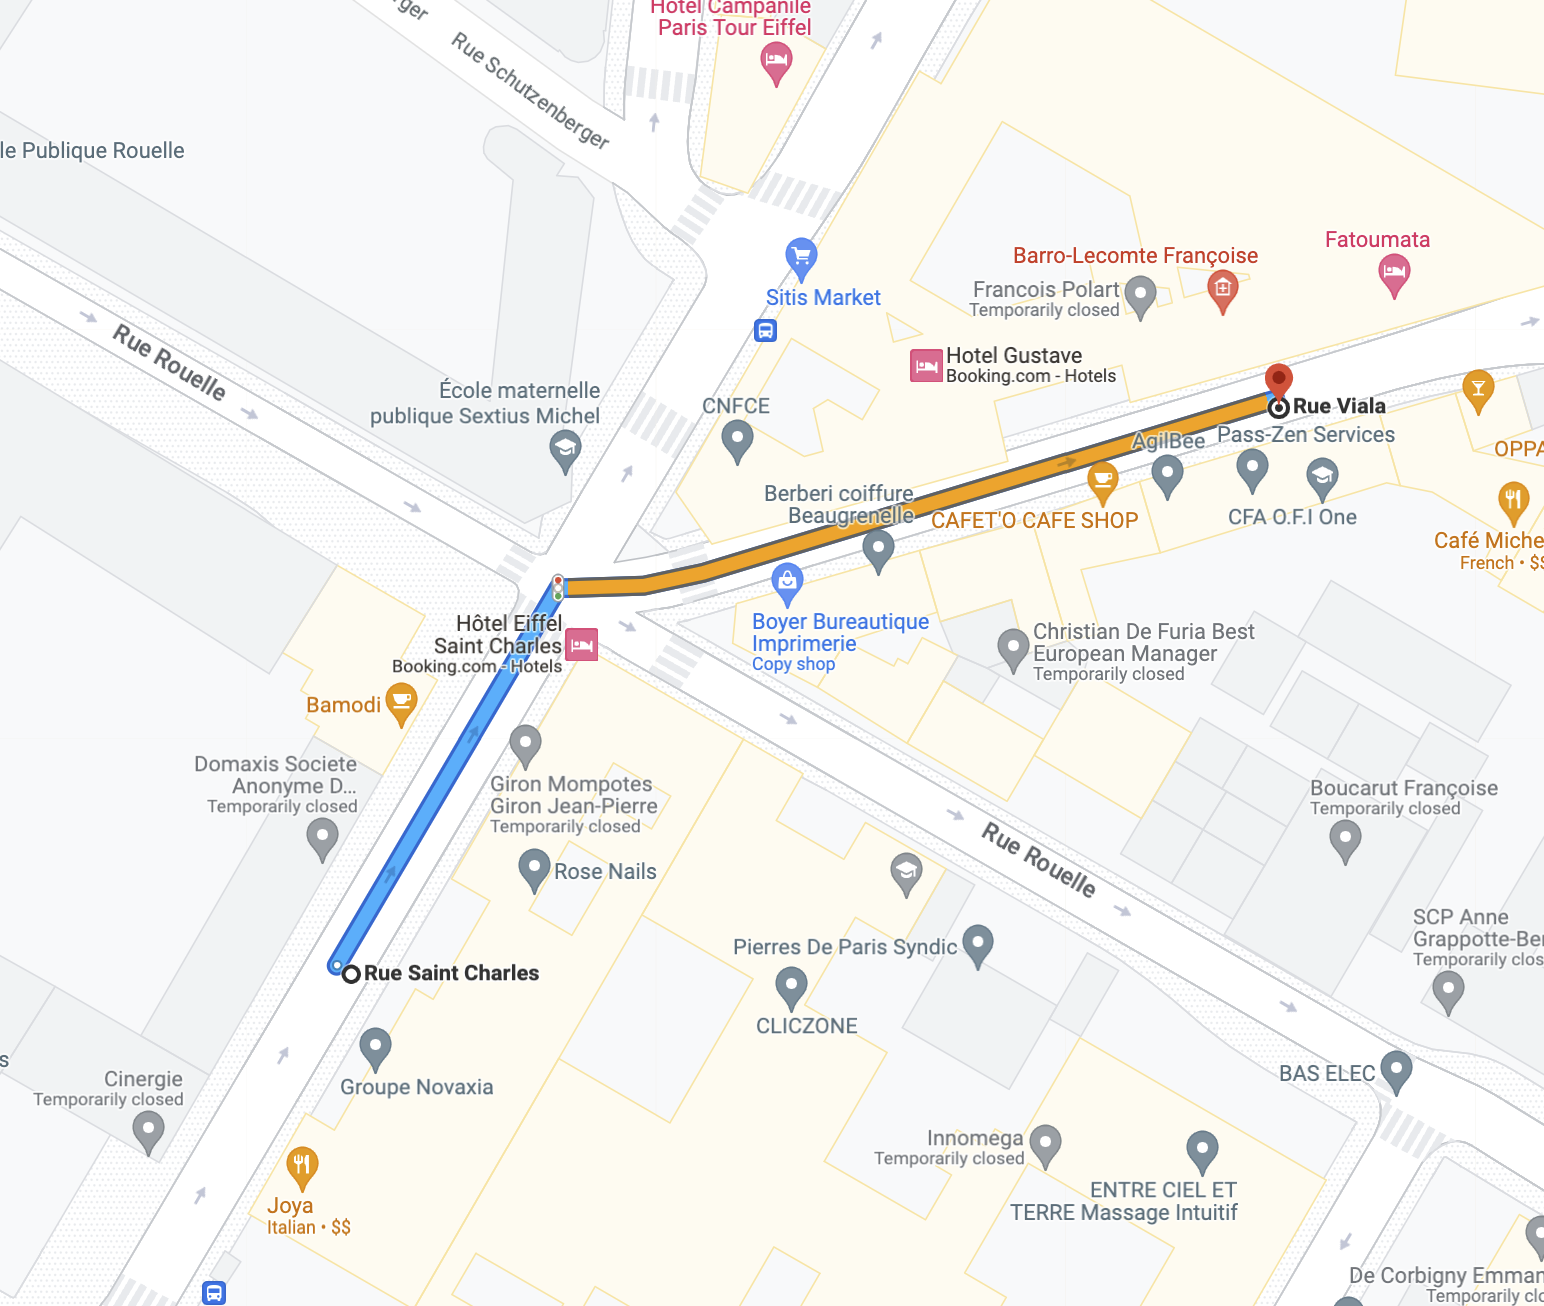 Hotel Campanile
Paris Tour Eiffel
Rue Schutzenberger
le Publique Rouelle
Sitis Market
Barro-Lecomte Françoise
Francois Polart
Temporarily closed
Fatoumata
Rue Rouelle
École maternelle
publique Sextius Michel
CNFCE
Hotel Gustave
Booking.com - Hotels
Rue Viala
AgilBee
Pass-Zen Services
OPPA
Berberi coiffure
Beaugrenelle
CAFET'O CAFE SHOP
CFA O.F.I One
Café Miche
French • $$
Hôtel Eiffel
Saint Charles
Booking.com - Hotels
Boyer Bureautique
Imprimerie
Copy shop
Christian De Furia Best
European Manager
Temporarily closed
Bamodi
Domaxis Societe
Anonyme D...
Temporarily closed
Giron Mompotes
Giron Jean-Pierre
Temporarily closed
Rose Nails
Rue Rouelle
Boucarut Françoise
Temporarily closed
Rue Saint Charles
Pierres De Paris Syndic
CLICZONE
SCP Anne
Grappotte-Ber
Temporarily clos
s
Cinergie
Temporarily closed
Groupe Novaxia
BAS ELEC
Innomega
Temporarily closed
ENTRE CIEL ET
TERRE Massage Intuitif
Joya
Italian • $$
De Corbigny Emman
Temporarily clo